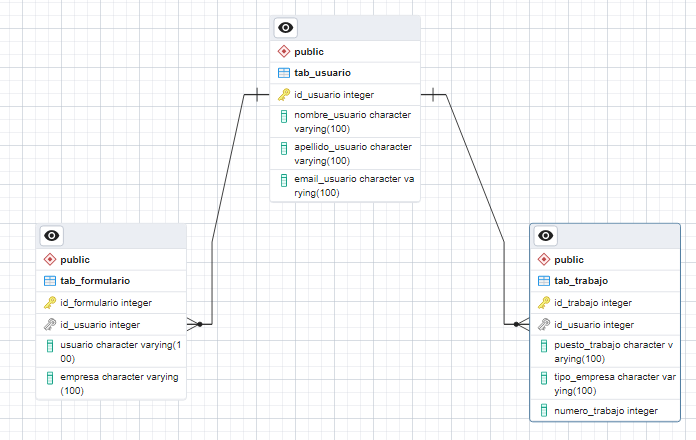 public
tab_usuario
id_usuario integer
nombre_usuario character
varying(100)
apellido_usuario character
varying(100)
email_usuario character va
rying(100)
public
tab_formulario
id_formulario integer
id_usuario integer
usuario character varying(1
00)
empresa character varying
(100)
public
tab_trabajo
id_trabajo integer
id_usuario integer
puesto_trabajo character v
arying(100)
tipo_empresa character var
ying(100)
numero_trabajo integer